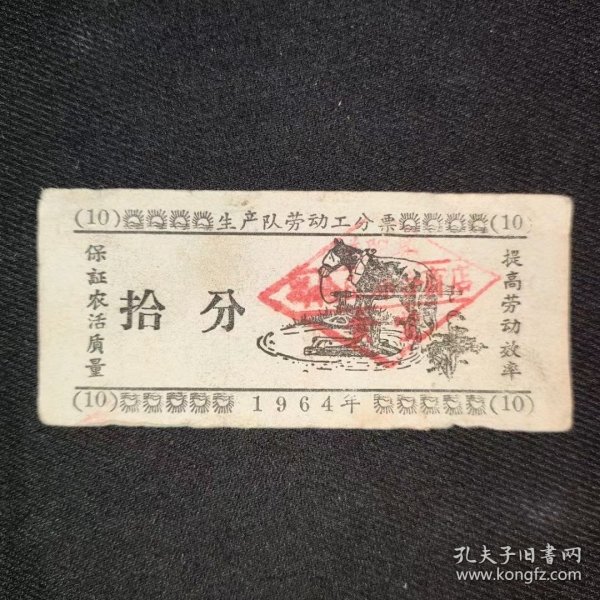 (10) 生产队劳动工分票 (10)
保証农活质量
拾分
提高劳动效率
(10) 1964年 (10)
孔夫子旧書网
www.kongfz.com